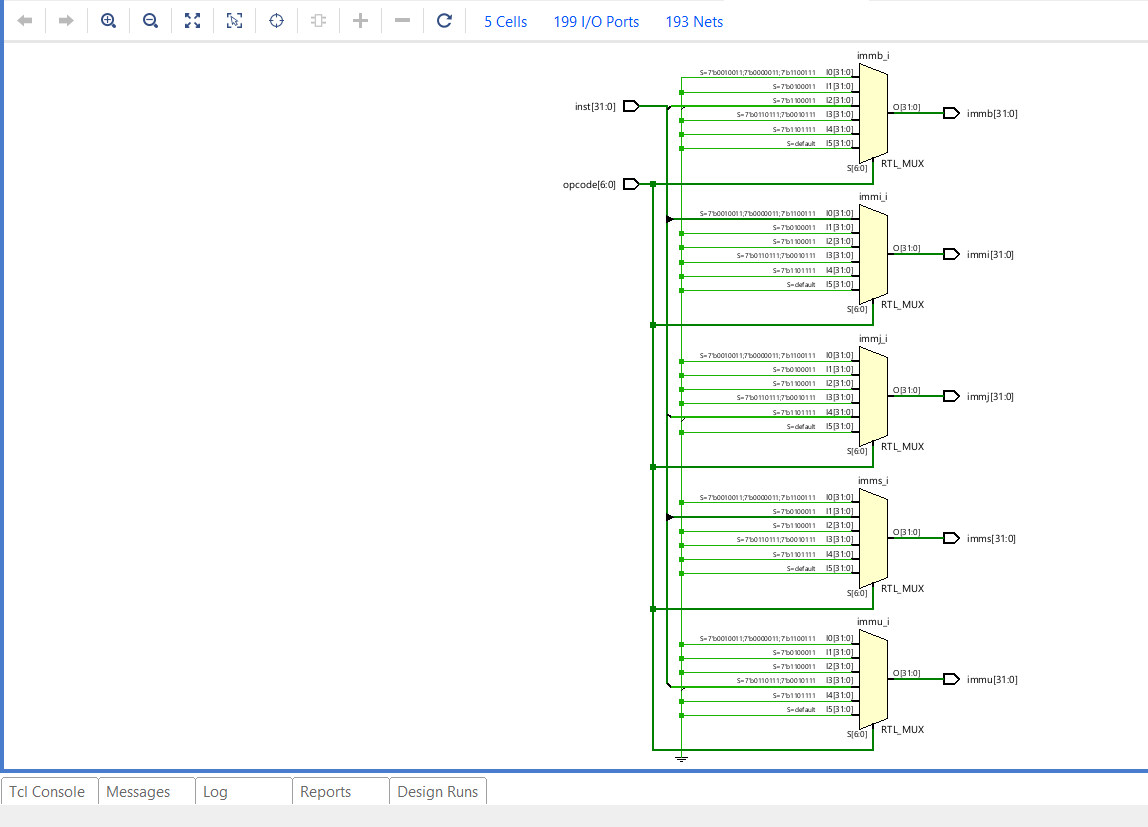 5 Cells 199 I/O Ports 193 Nets
immb_i
S=7'b0010011;7'b0000011;7'b1100111 I0[31:0]
S=7'b0100011 I1[31:0]
inst[31:0] S=7'b1100011 I2[31:0] O[31:0]
S=7'b0110111;7'b0010111 I3[31:0] immb[31:0]
S=7'b1101111 I4[31:0]
S=default I5[31:0]
S[6:0] RTL_MUX
opcode[6:0]
immi_i
S=7'b0010011;7'b0000011;7'b1100111 I0[31:0]
S=7'b0100011 I1[31:0]
S=7'b1100011 I2[31:0] O[31:0]
S=7'b0110111;7'b0010111 I3[31:0] immi[31:0]
S=7'b1101111 I4[31:0]
S=default I5[31:0]
S[6:0] RTL_MUX
immj_i
S=7'b0010011;7'b0000011;7'b1100111 I0[31:0]
S=7'b0100011 I1[31:0]
S=7'b1100011 I2[31:0] O[31:0]
S=7'b0110111;7'b0010111 I3[31:0] immj[31:0]
S=7'b1101111 I4[31:0]
S=default I5[31:0]
S[6:0] RTL_MUX
imms_i
S=7'b0010011;7'b0000011;7'b1100111 I0[31:0]
S=7'b0100011 I1[31:0]
S=7'b1100011 I2[31:0] O[31:0]
S=7'b0110111;7'b0010111 I3[31:0] imms[31:0]
S=7'b1101111 I4[31:0]
S=default I5[31:0]
S[6:0] RTL_MUX
immu_i
S=7'b0010011;7'b0000011;7'b1100111 I0[31:0]
S=7'b0100011 I1[31:0]
S=7'b1100011 I2[31:0] O[31:0]
S=7'b0110111;7'b0010111 I3[31:0] immu[31:0]
S=7'b1101111 I4[31:0]
S=default I5[31:0]
S[6:0] RTL_MUX
Tcl Console Messages Log Reports Design Runs